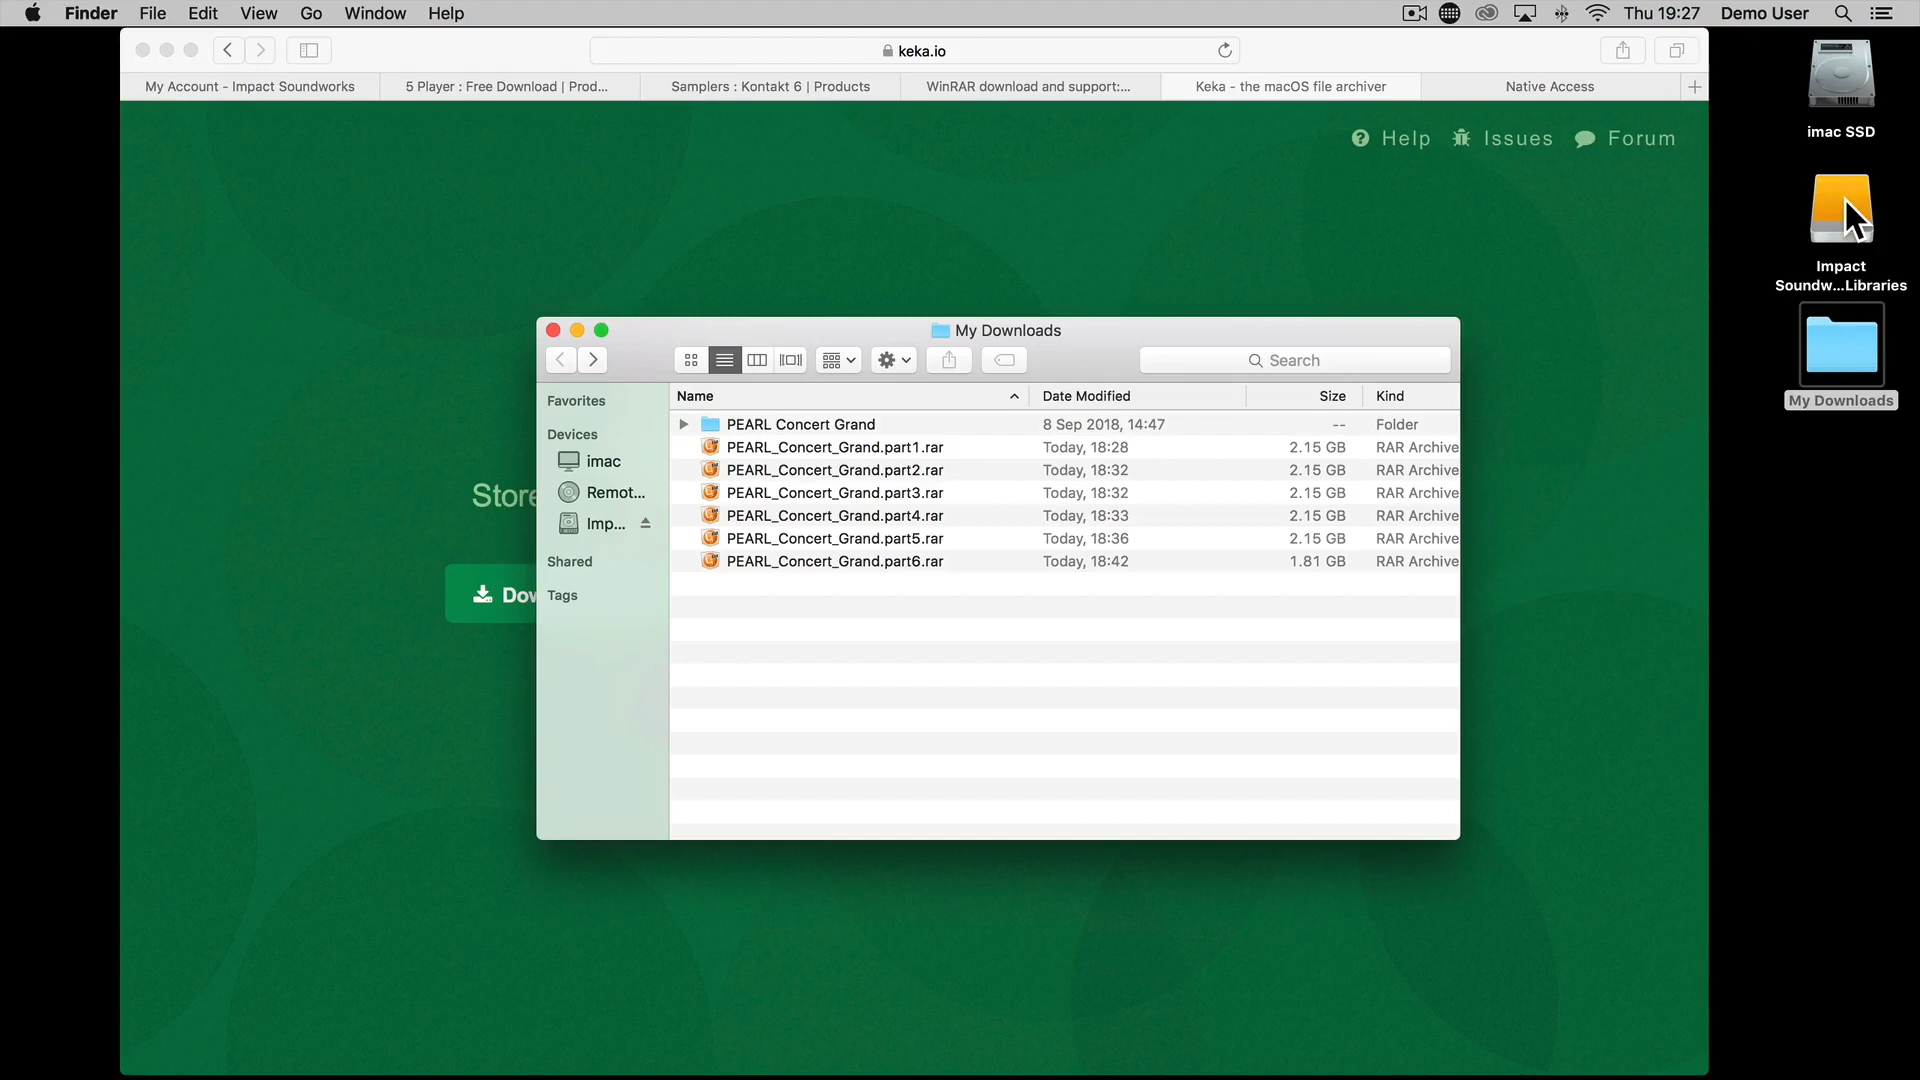 Finder File Edit View Go Window Help Thu 19:27 Demo User
keka.io
My Account - Impact Soundworks
5 Player : Free Download | Prod...
Samplers : Kontakt 6 | Products
WinRAR download and support:...
Keka - the macOS file archiver
Native Access
Help Issues Forum
Store
Dow
My Downloads
Search
Favorites
Devices
imac
Remot...
Imp...
Shared
Tags
Name Date Modified Size Kind
PEARL Concert Grand 8 Sep 2018, 14:47 -- Folder
PEARL_Concert_Grand.part1.rar Today, 18:28 2.15 GB RAR Archive
PEARL_Concert_Grand.part2.rar Today, 18:32 2.15 GB RAR Archive
PEARL_Concert_Grand.part3.rar Today, 18:32 2.15 GB RAR Archive
PEARL_Concert_Grand.part4.rar Today, 18:33 2.15 GB RAR Archive
PEARL_Concert_Grand.part5.rar Today, 18:36 2.15 GB RAR Archive
PEARL_Concert_Grand.part6.rar Today, 18:42 1.81 GB RAR Archive
imac SSD
Impact
Soundw...Libraries
My Downloads